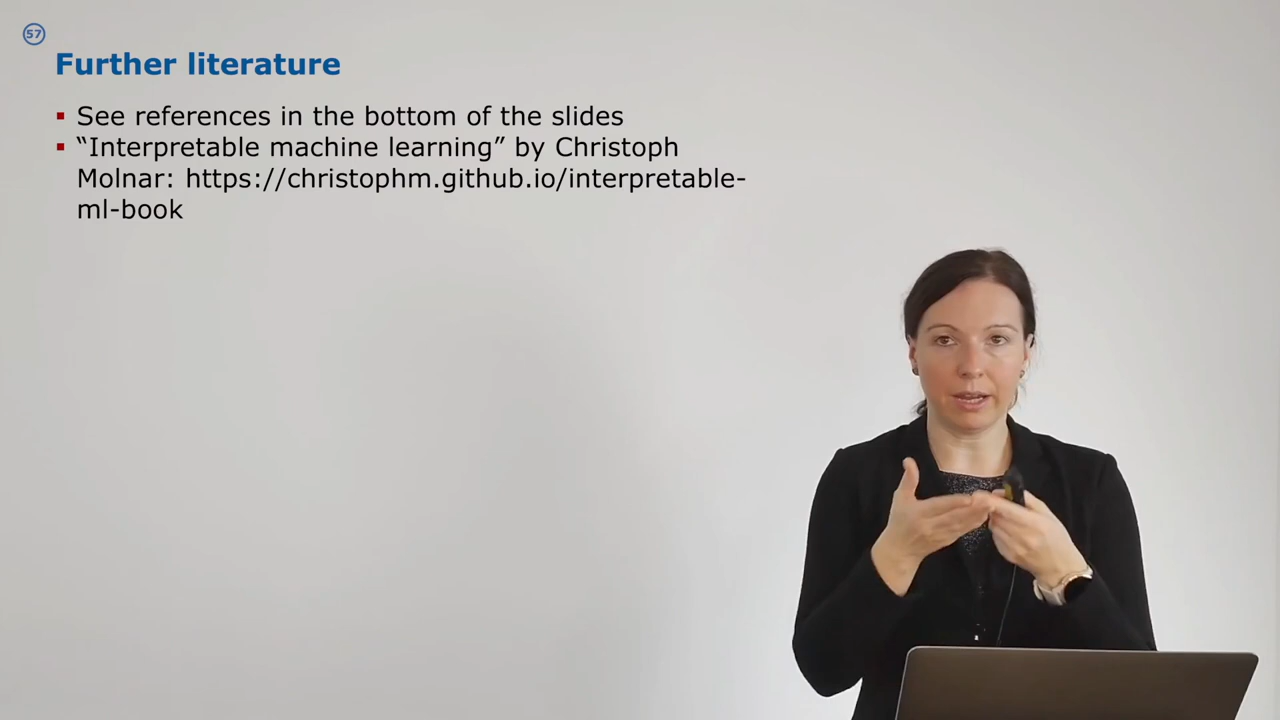 57
Further literature
▪ See references in the bottom of the slides
▪ “Interpretable machine learning” by Christoph
Molnar: https://christophm.github.io/interpretable-
ml-book